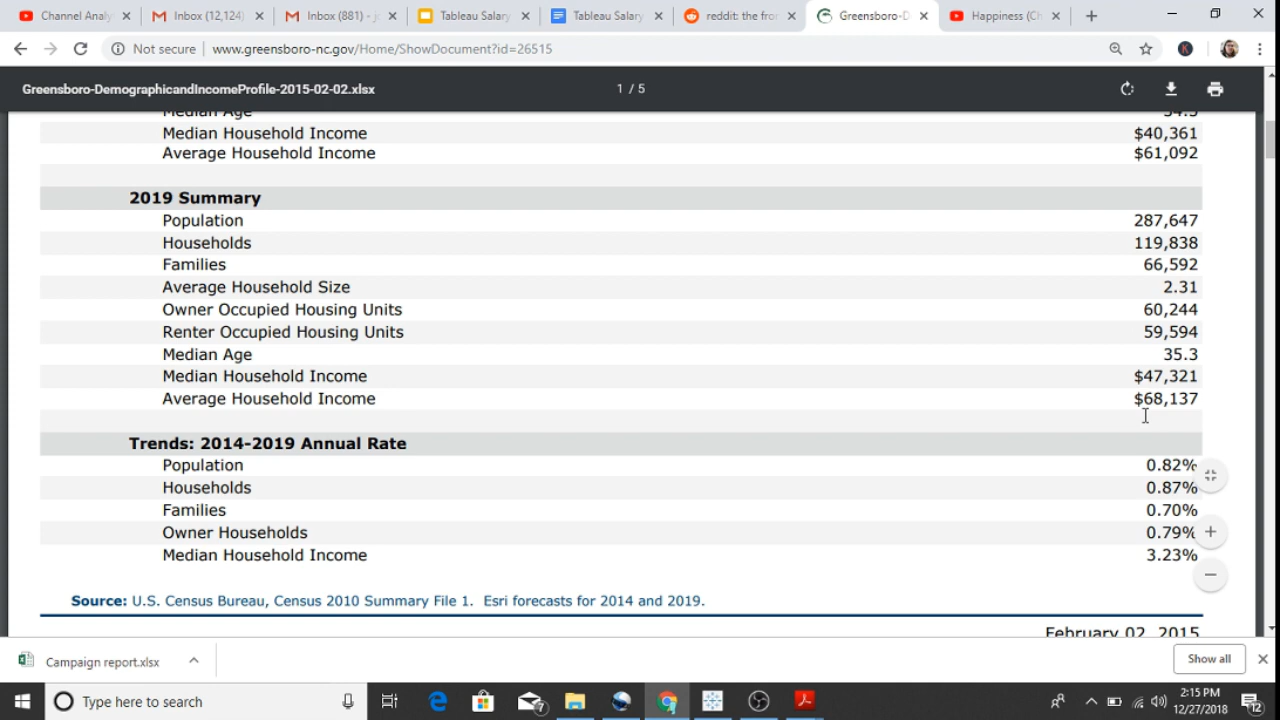 Channel Analy
Inbox (12,124)
Inbox (881) - j
Tableau Salary
Tableau Salary
reddit: the fron
Greensboro-D
Happiness (Ch
Not secure | www.greensboro-nc.gov/Home/ShowDocument?id=26515
Greensboro-DemographicandIncomeProfile-2015-02-02.xlsx 1 / 5
Median Age 34.5
Median Household Income $40,361
Average Household Income $61,092
2019 Summary
Population 287,647
Households 119,838
Families 66,592
Average Household Size 2.31
Owner Occupied Housing Units 60,244
Renter Occupied Housing Units 59,594
Median Age 35.3
Median Household Income $47,321
Average Household Income $68,137
Trends: 2014-2019 Annual Rate
Population 0.82%
Households 0.87%
Families 0.70%
Owner Households 0.79%
Median Household Income 3.23%
Source: U.S. Census Bureau, Census 2010 Summary File 1. Esri forecasts for 2014 and 2019.
February 02, 2015
Campaign report.xlsx
Show all
Type here to search
7
2:15 PM
12/27/2018
12